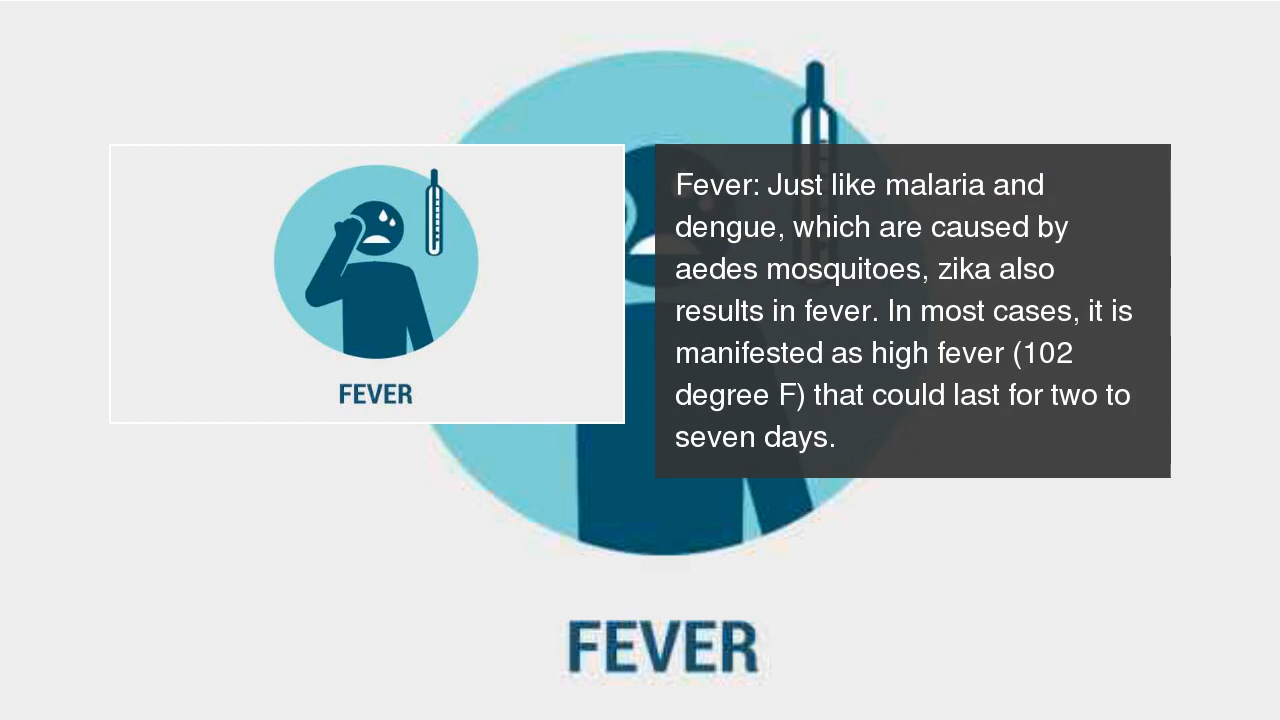 Fever: Just like malaria and
dengue, which are caused by
aedes mosquitoes, zika also
results in fever. In most cases, it is
manifested as high fever (102
degree F) that could last for two to
seven days.
FEVER
FEVER